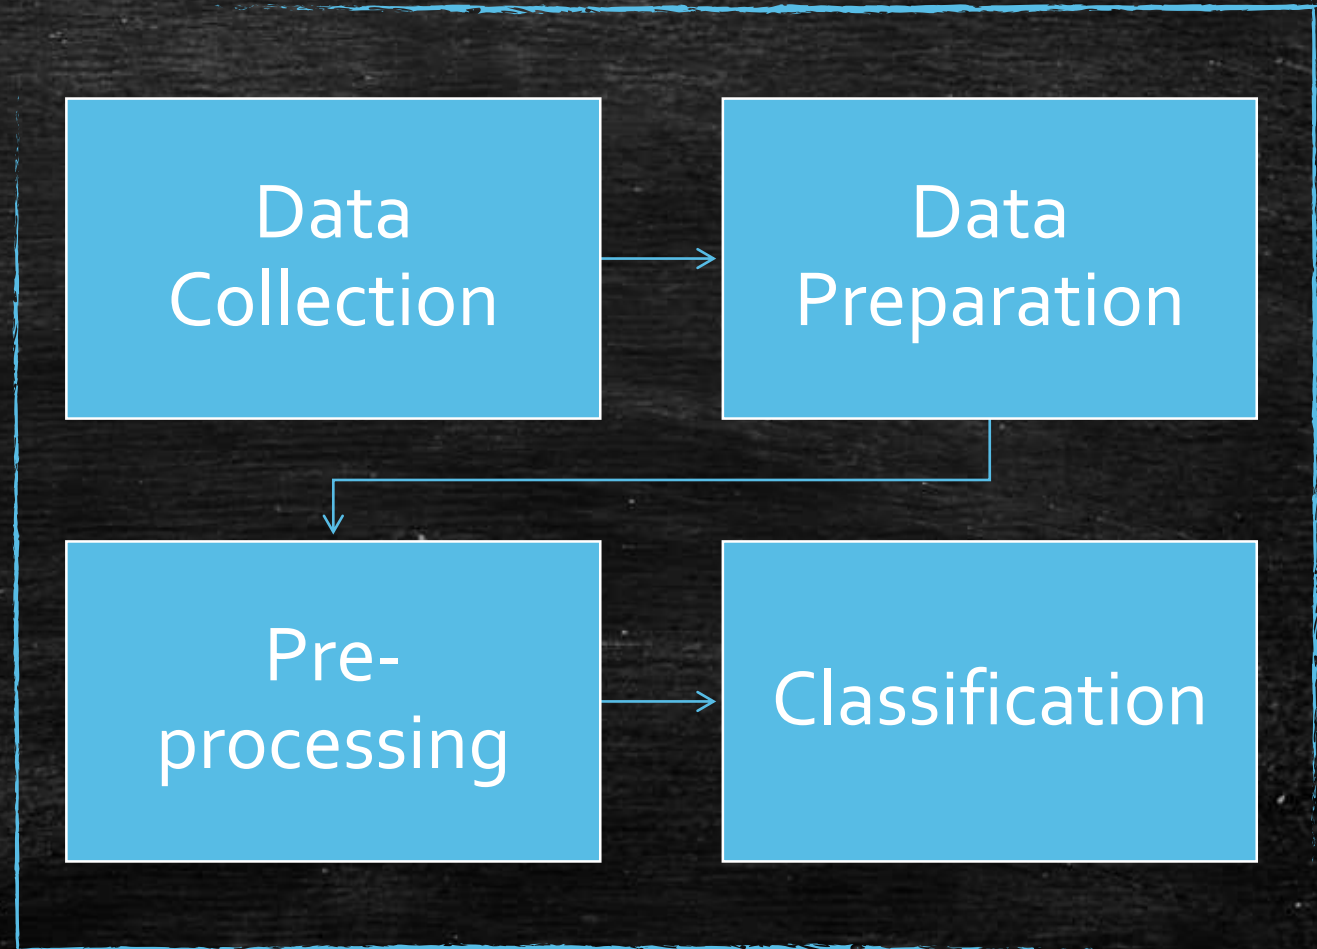 Data
Collection
Data
Preparation
Pre-
processing
Classification